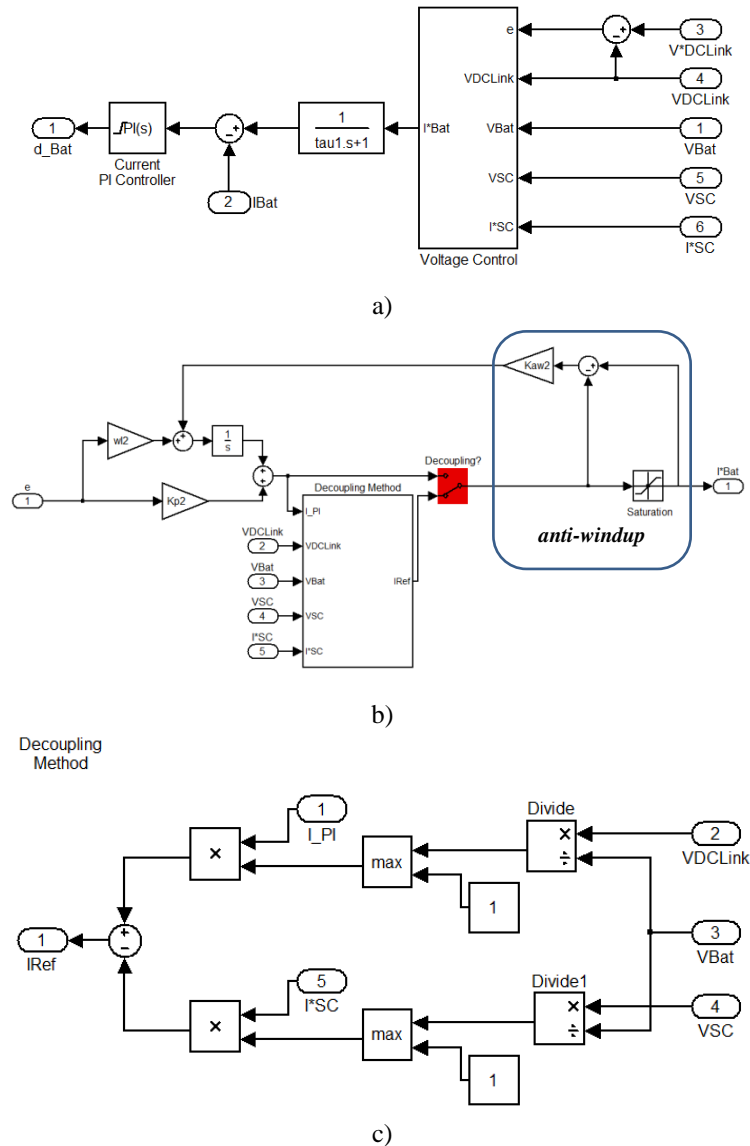 e
3
V*DCLink
VDCLink
4
VDCLink
1
d_Bat
PI(s)
Current
PI Controller
- +
1
tau1.s+1
I*Bat
VBat
1
VBat
2
IBat
VSC
5
VSC
I*SC
6
I*SC
- +
Voltage Control
a)
Kaw2
- +
wI2
+ +
1
s
+
+
Decoupling?
e
1
Kp2
Decoupling Method
I_PI
I*Bat
1
Saturation
VDCLink
2
VDCLink
anti-windup
VBat
3
VBat
IRef
VSC
4
VSC
I*SC
5
I*SC
b)
Decoupling
Method
1
I_PI
Divide
×
max
×
÷
2
VDCLink
1
1
IRef
+
−
3
VBat
5
I*SC
Divide1
×
max
×
÷
4
VSC
1
c)